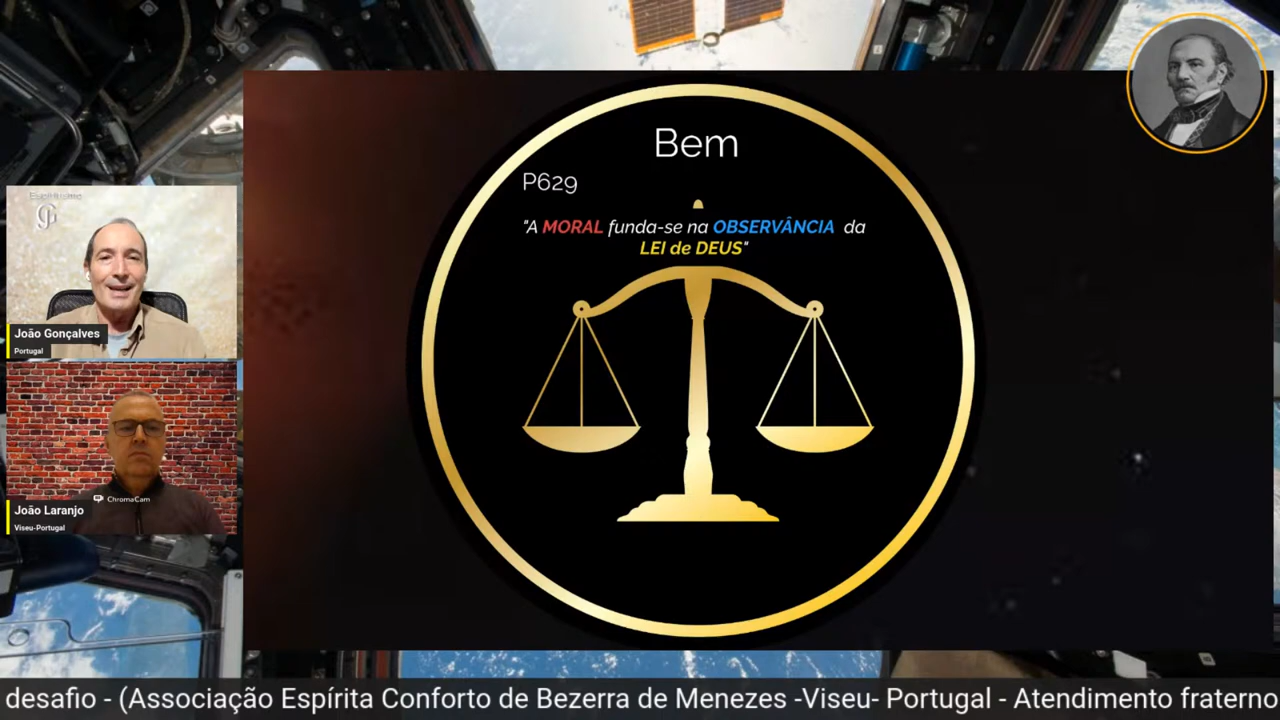 Bem
P629
"A MORAL funda-se na OBSERVÂNCIA da
LEI de DEUS"
Espiritismo
João Gonçalves
Portugal
ChromaCam
João Laranjo
Viseu-Portugal
desafio - (Associação Espírita Conforto de Bezerra de Menezes -Viseu- Portugal - Atendimento fraterno